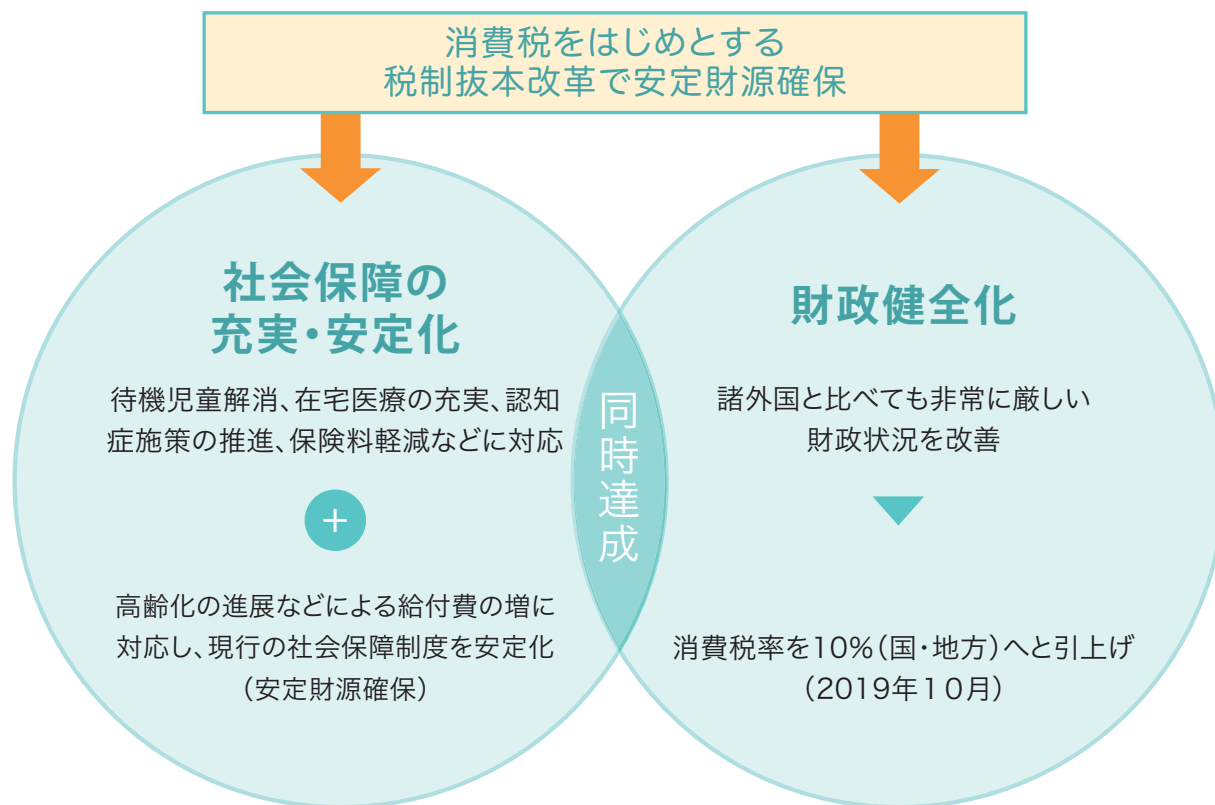 消費税をはじめとする
税制抜本改革で安定財源確保
社会保障の
充実・安定化
待機児童解消、在宅医療の充実、認知
症施策の推進、保険料軽減などに対応
+
高齢化の進展などによる給付費の増に
対応し、現行の社会保障制度を安定化
（安定財源確保）
同時達成
財政健全化
諸外国と比べても非常に厳しい
財政状況を改善
消費税率を10%（国・地方）へと引上げ
（2019年１０月）